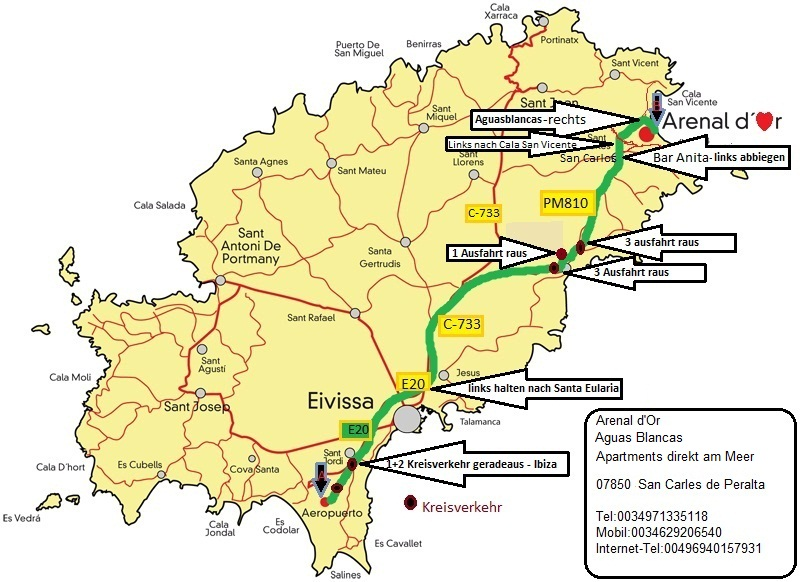 Cala
Xarraca
Portinatx
Puerto De
San Miguel
Benirras
Sant Vicent
Cala
San Vicente
Sant Joan
Aguasblancas-rechts
Arenal d´r
Sant
Miquel
Links nach Cala San Vicente
Sant
San Carlos
Bar Anita-links abbiegen
Santa Agnes
Sant Mateu
Sant
Llorens
Cala Salada
C-733
PM810
Sant
Antoni De
Portmany
Santa
Gertrudis
1 Ausfahrt raus
3 ausfahrt raus
3 Ausfahrt raus
Sant Rafael
C-733
Sant
Agustí
Cala Moli
Jesus
E20
links halten nach Santa Eularia
Sant Josep
Eivissa
Talamanca
E20
Sant
Jordi
1+2 Kreisverkehr geradeaus - Ibiza
Cala D'hort
Es Cubells
Cova Santa
Es Vedrá
Cala
Jondal
Es
Codolar
Aeropuerto
Kreisverkehr
Es Cavallet
Salines
Arenal d'Or
Aguas Blancas
Apartments direkt am Meer
07850 San Carles de Peralta
Tel:0034971335118
Mobil:0034629206540
Internet-Tel:00496940157931